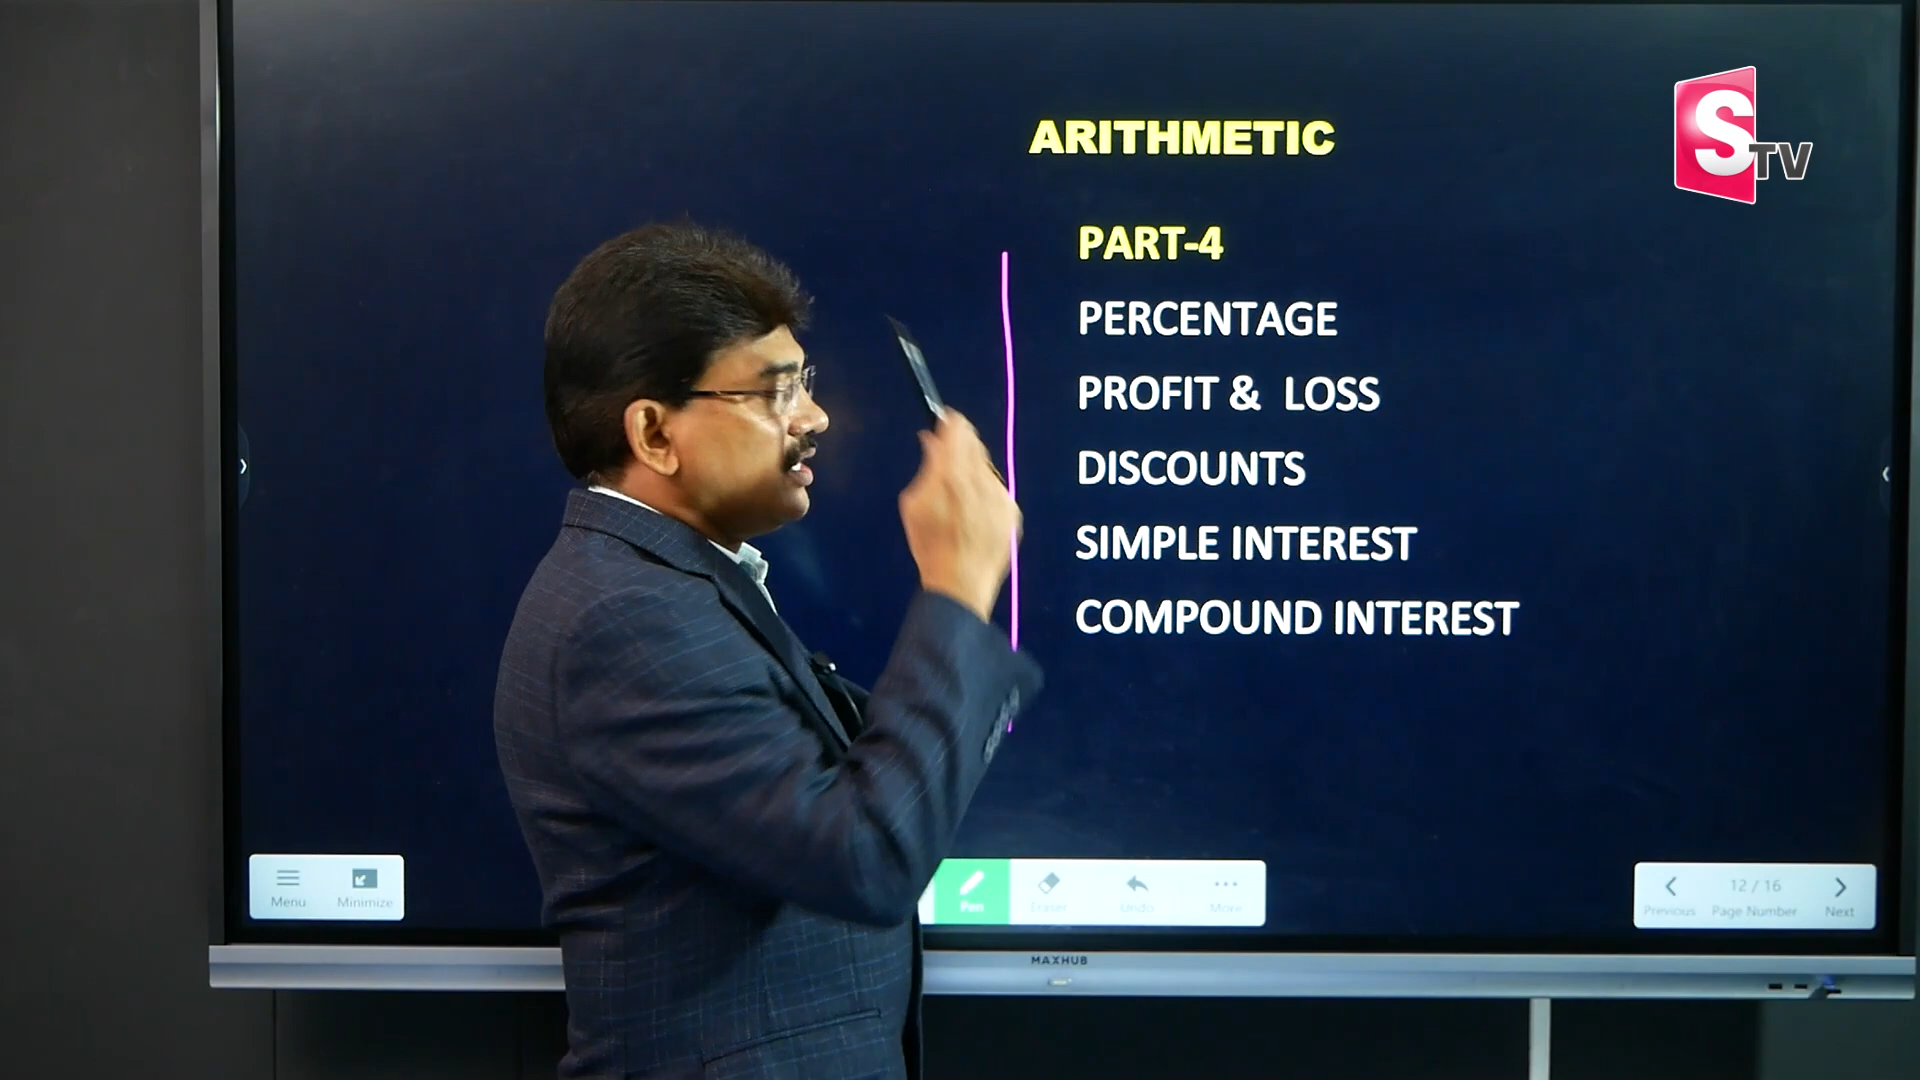 ARITHMETIC
STV
PART-4
PERCENTAGE
PROFIT & LOSS
DISCOUNTS
SIMPLE INTEREST
COMPOUND INTEREST
Menu
Minimize
Pen
Eraser
Undo
More
12 / 16
Previous
Page Number
Next
MAXHUB